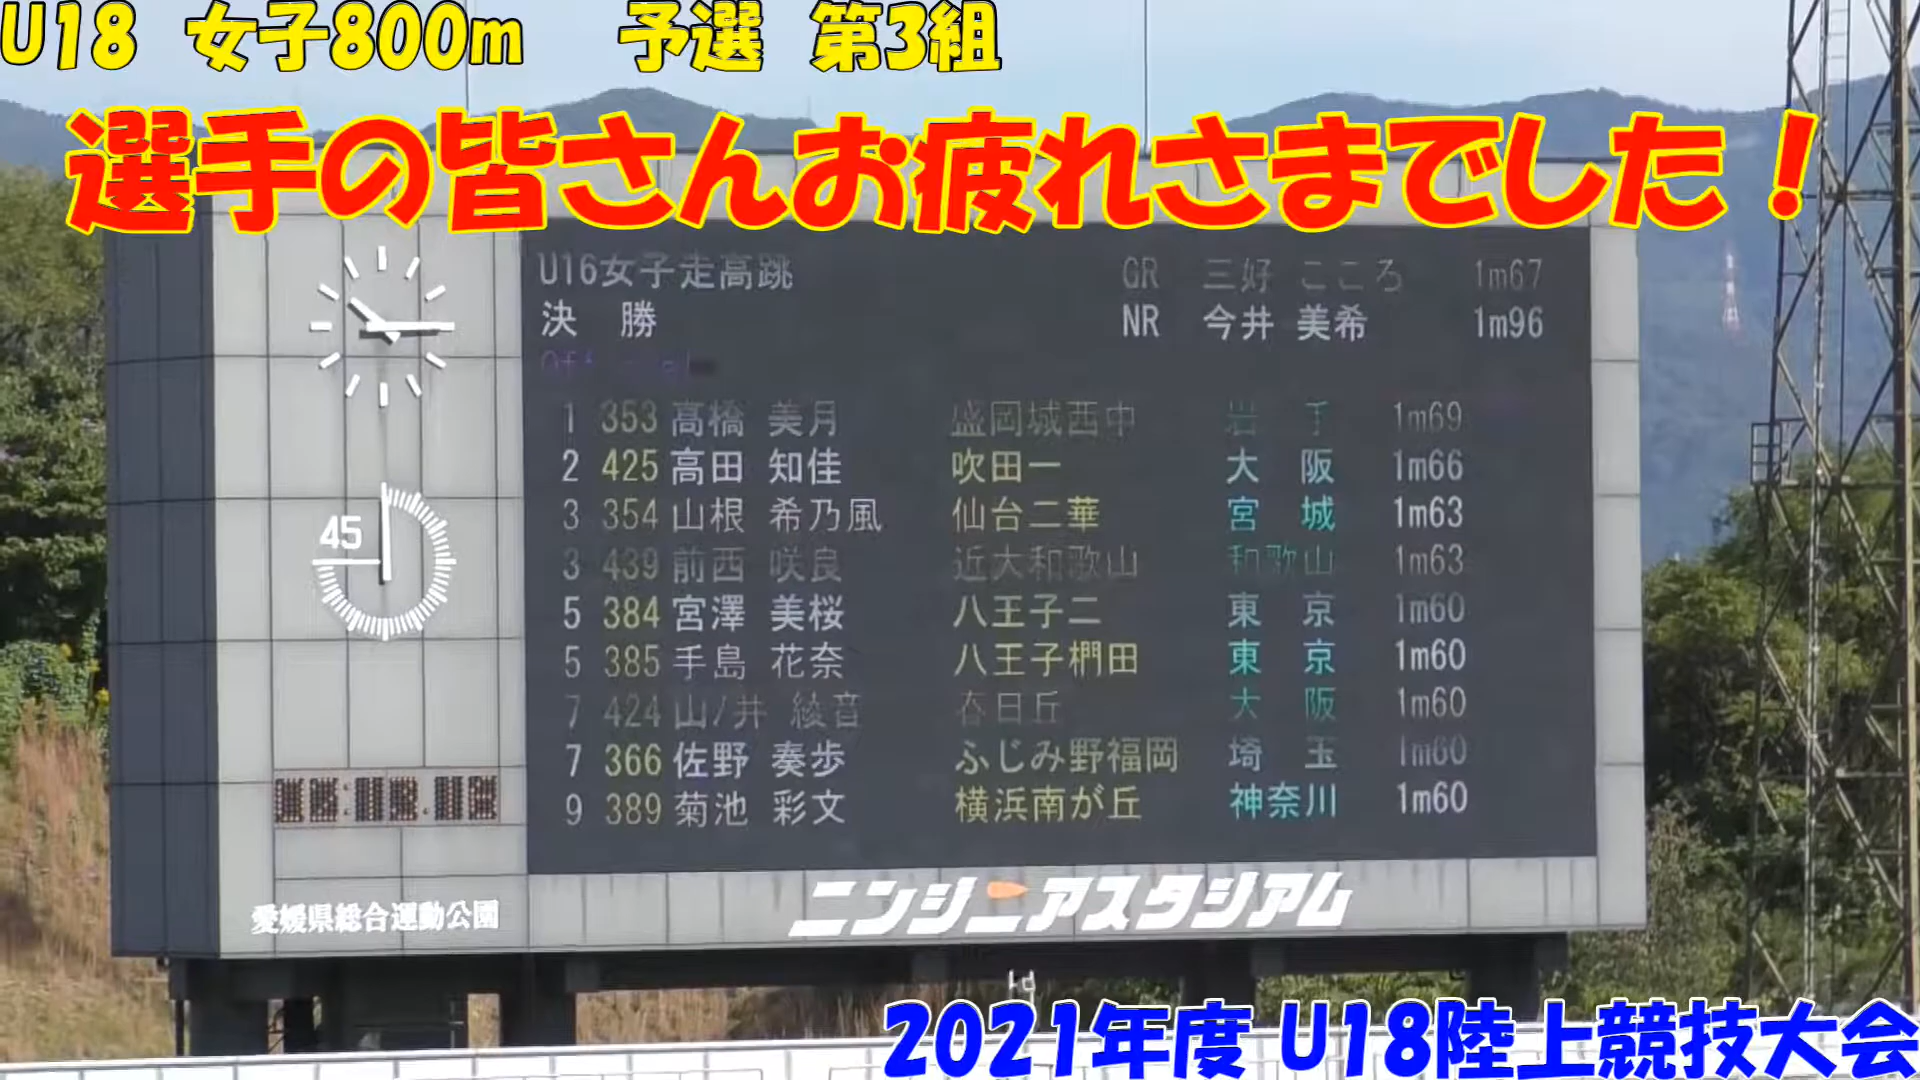 U18 女子800m 予選 第3組
選手の皆さんお疲れさまでした!
U16女子走高跳 GR 三好 こころ 1m67
決 勝 NR 今井 美希 1m96
1 353 髙橋 美月 盛岡城西中 岩 手 1m69
2 425 高田 知佳 吹田一 大 阪 1m66
3 354 山根 希乃風 仙台二華 宮 城 1m63
3 439 前西 咲良 近大和歌山 和歌山 1m63
5 384 宮澤 美桜 八王子二 東 京 1m60
5 385 手島 花奈 八王子椚田 東 京 1m60
7 424 山ノ井 綾音 春日丘 大 阪 1m60
7 366 佐野 奏歩 ふじみ野福岡 埼 玉 1m60
9 389 菊池 彩文 横浜南が丘 神奈川 1m60
45
愛媛県総合運動公園
ニンジニアスタジアム
2021年度 U18陸上競技大会